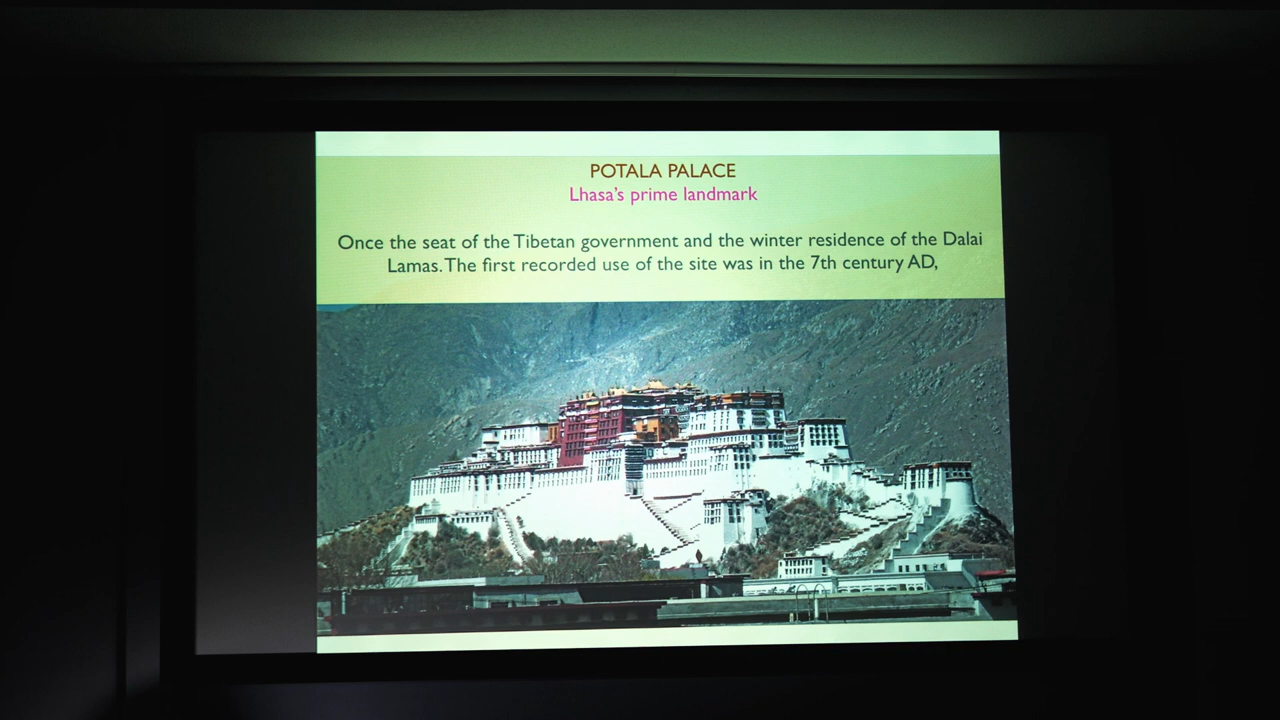 POTALA PALACE
Lhasa's prime landmark
Once the seat of the Tibetan government and the winter residence of the Dalai
Lamas. The first recorded use of the site was in the 7th century AD,